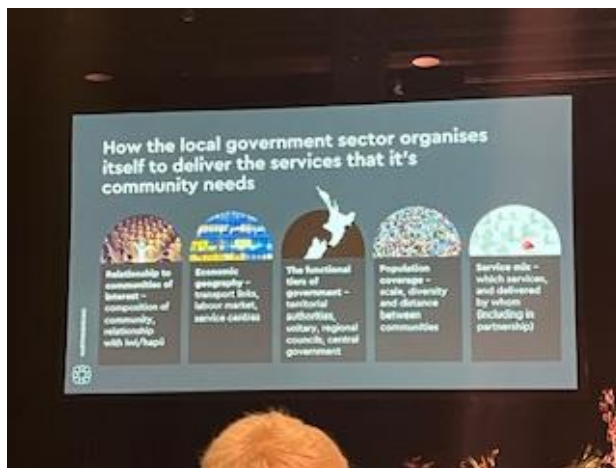 How the local government sector organises
itself to deliver the services that it's
community needs
Relationship to
communities of
interest –
composition of
community,
relationship
with iwi/hapū
Economic
geography –
transport links,
labour market,
service centres
The functional
tiers of
government –
territorial
authorities,
unitary, regional
councils, central
government
Population
coverage –
scale, diversity
and distance
between
communities
Service mix –
which services,
and delivered
by whom
(including in
partnership)